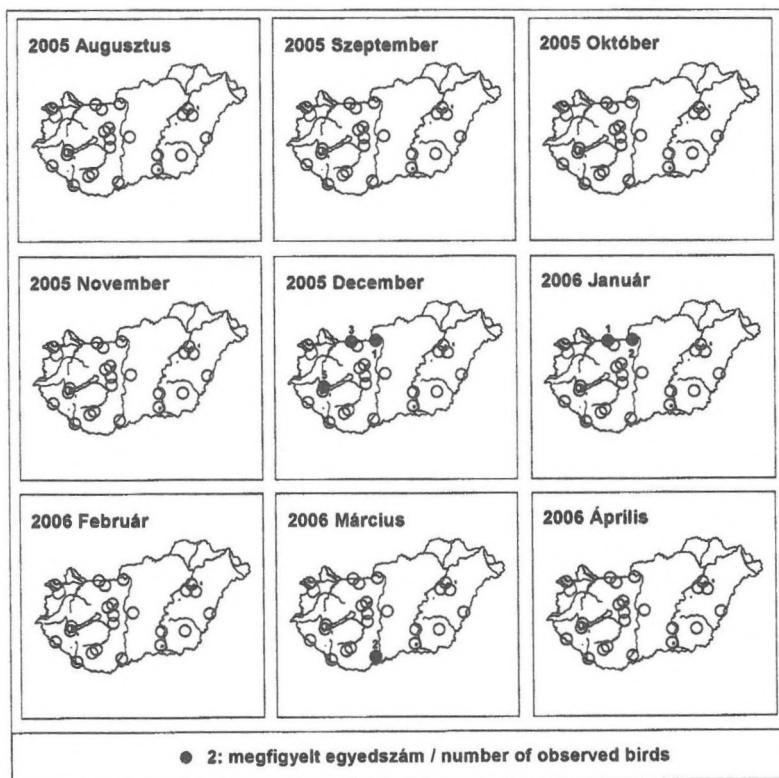 2005 Augusztus
2005 Szeptember
2005 Október
2005 November
2005 December
3
1
5
2006 Január
1
2
2006 Február
2006 Március
2
2006 Április
● 2: megfigyelt egyedszám / number of observed birds